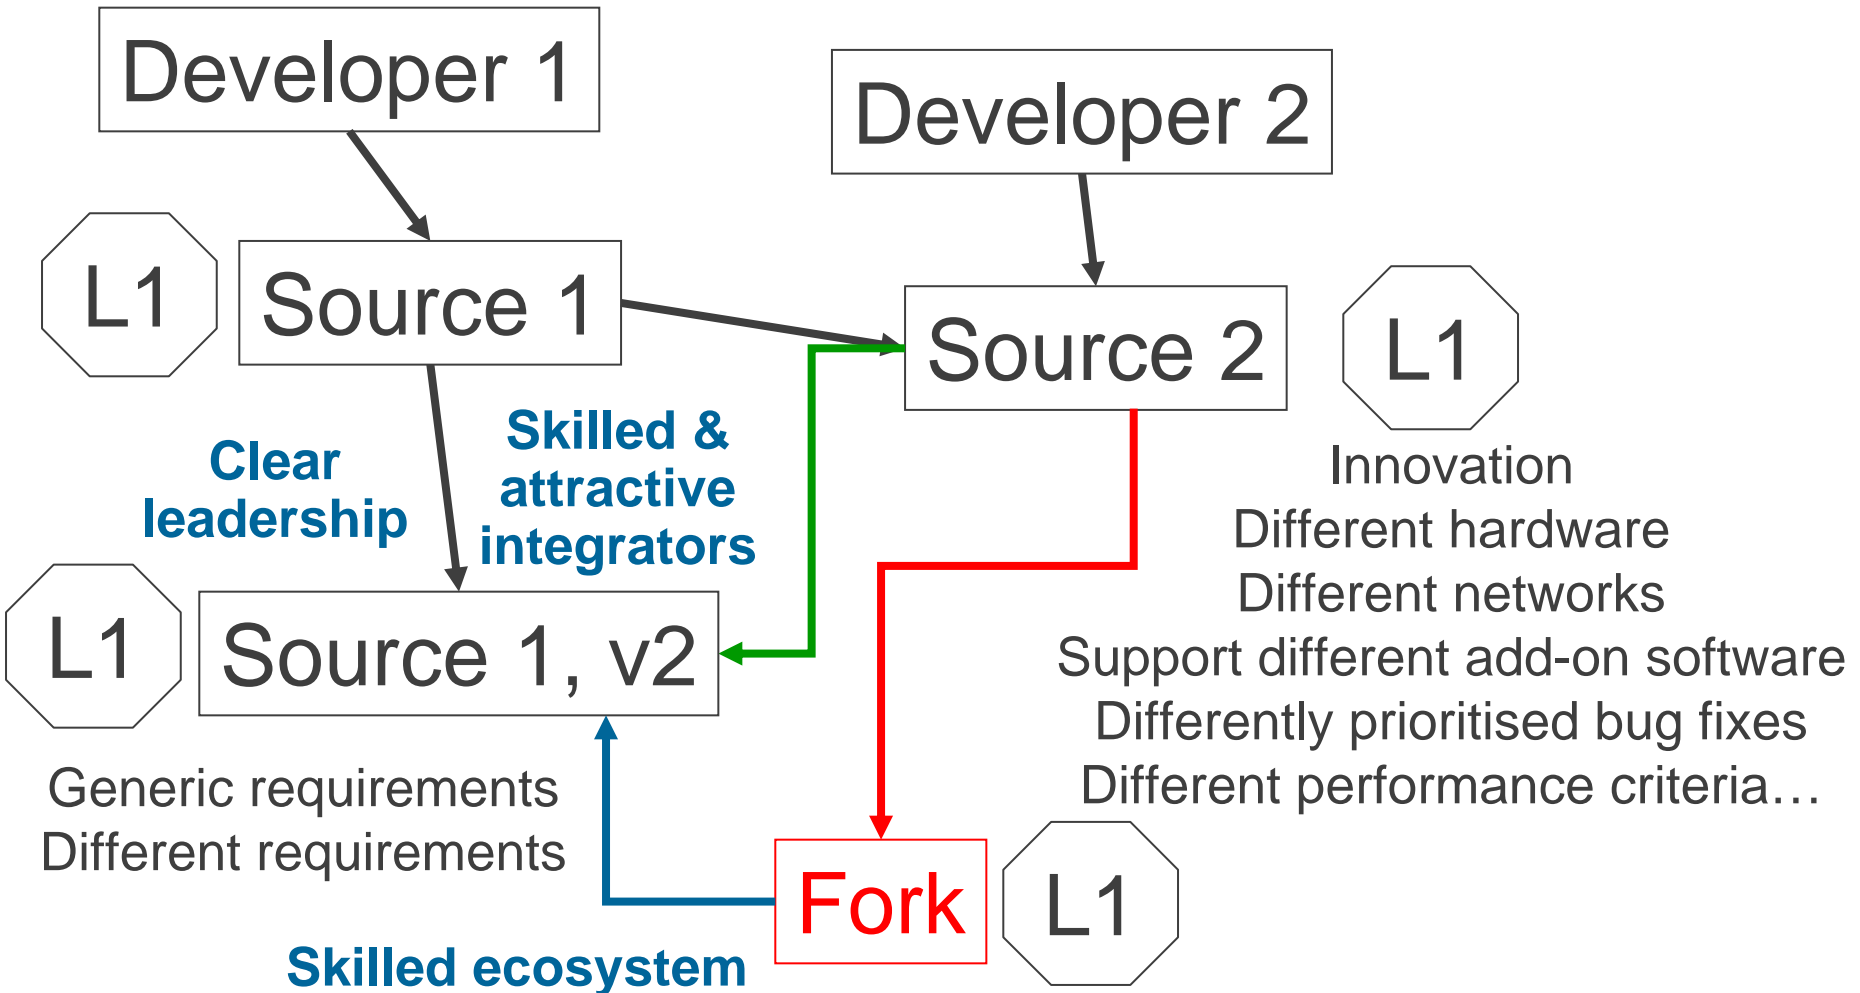 Developer 1
Developer 2
L1
Source 1
Source 2
L1
Clear
leadership
Skilled &
attractive
integrators
Innovation
Different hardware
Different networks
Support different add-on software
Differently prioritised bug fixes
Different performance criteria…
L1
Source 1, v2
Generic requirements
Different requirements
Fork
L1
Skilled ecosystem